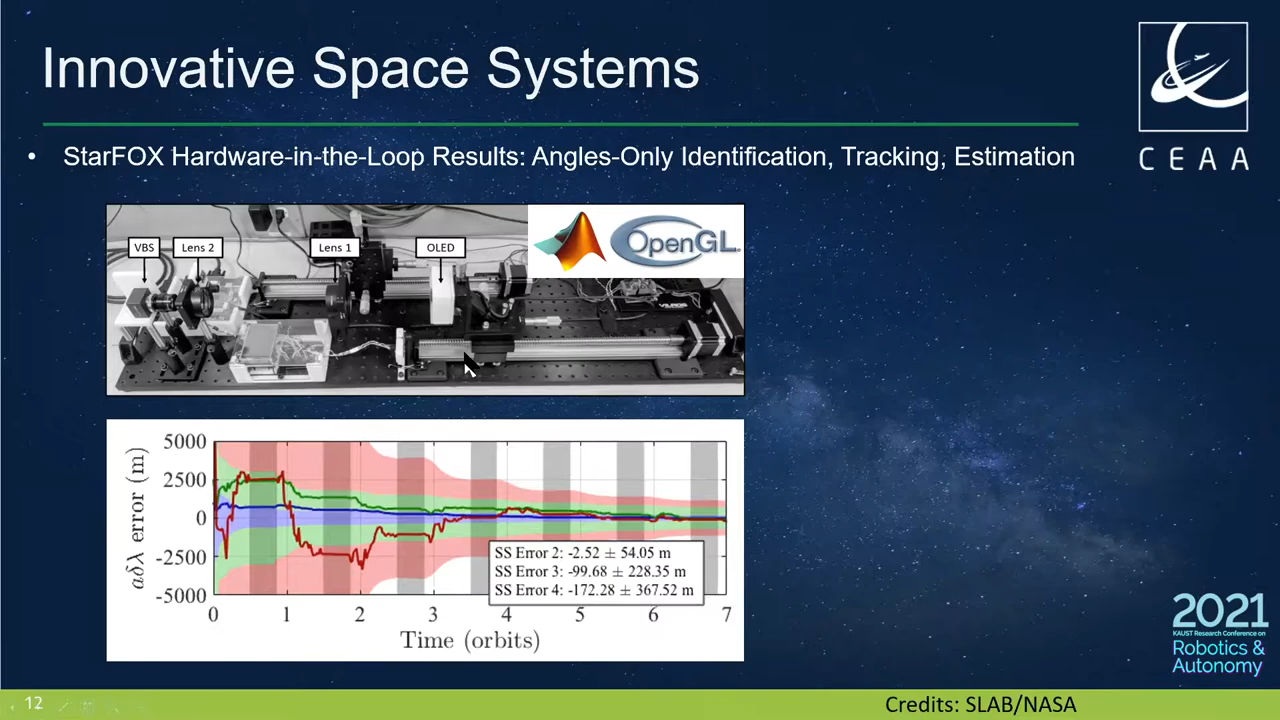 Innovative Space Systems
CEAA
• StarFOX Hardware-in-the-Loop Results: Angles-Only Identification, Tracking, Estimation
VBS
Lens 2
Lens 1
OLED
OpenGL
5000
2500
0
-2500
-5000
aδλ error (m)
SS Error 2: -2.52 ± 54.05 m
SS Error 3: -99.68 ± 228.35 m
SS Error 4: -172.28 ± 367.52 m
0 1 2 3 4 5 6 7
Time (orbits)
2021
KAUST Research Conference on
Robotics &
Autonomy
12
Credits: SLAB/NASA